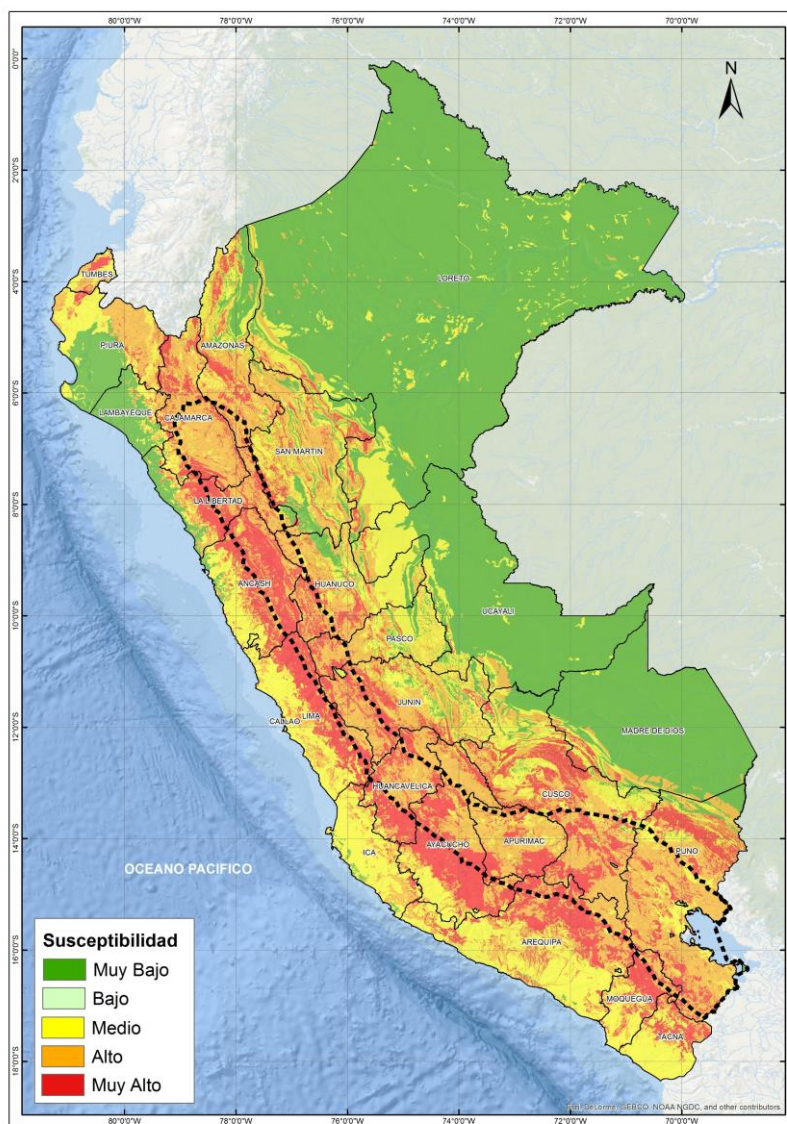 80°0'0"W 78°0'0"W 76°0'0"W 74°0'0"W 72°0'0"W 70°0'0"W
0°0'0"
2°0'0"S
4°0'0"S
6°0'0"S
8°0'0"S
10°0'0"S
12°0'0"S
14°0'0"S
16°0'0"S
18°0'0"S
N
TUMBES
LORETO
PIURA
AMAZONAS
LAMBAYEQUE
CAJAMARCA
SAN MARTIN
LA LIBERTAD
ANCASH
HUANUCO
UCAYALI
PASCO
JUNIN
CALLAO
LIMA
MADRE DE DIOS
HUANCAVELICA
CUSCO
ICA
AYACUCHO
APURIMAC
PUNO
OCEANO PACIFICO
AREQUIPA
MOQUEGUA
TACNA
Susceptibilidad
Muy Bajo
Bajo
Medio
Alto
Muy Alto
DeLorme, GEBCO, NOAA NGDC, and other contributors
80°0'0"W 78°0'0"W 76°0'0"W 74°0'0"W 72°0'0"W 70°0'0"W